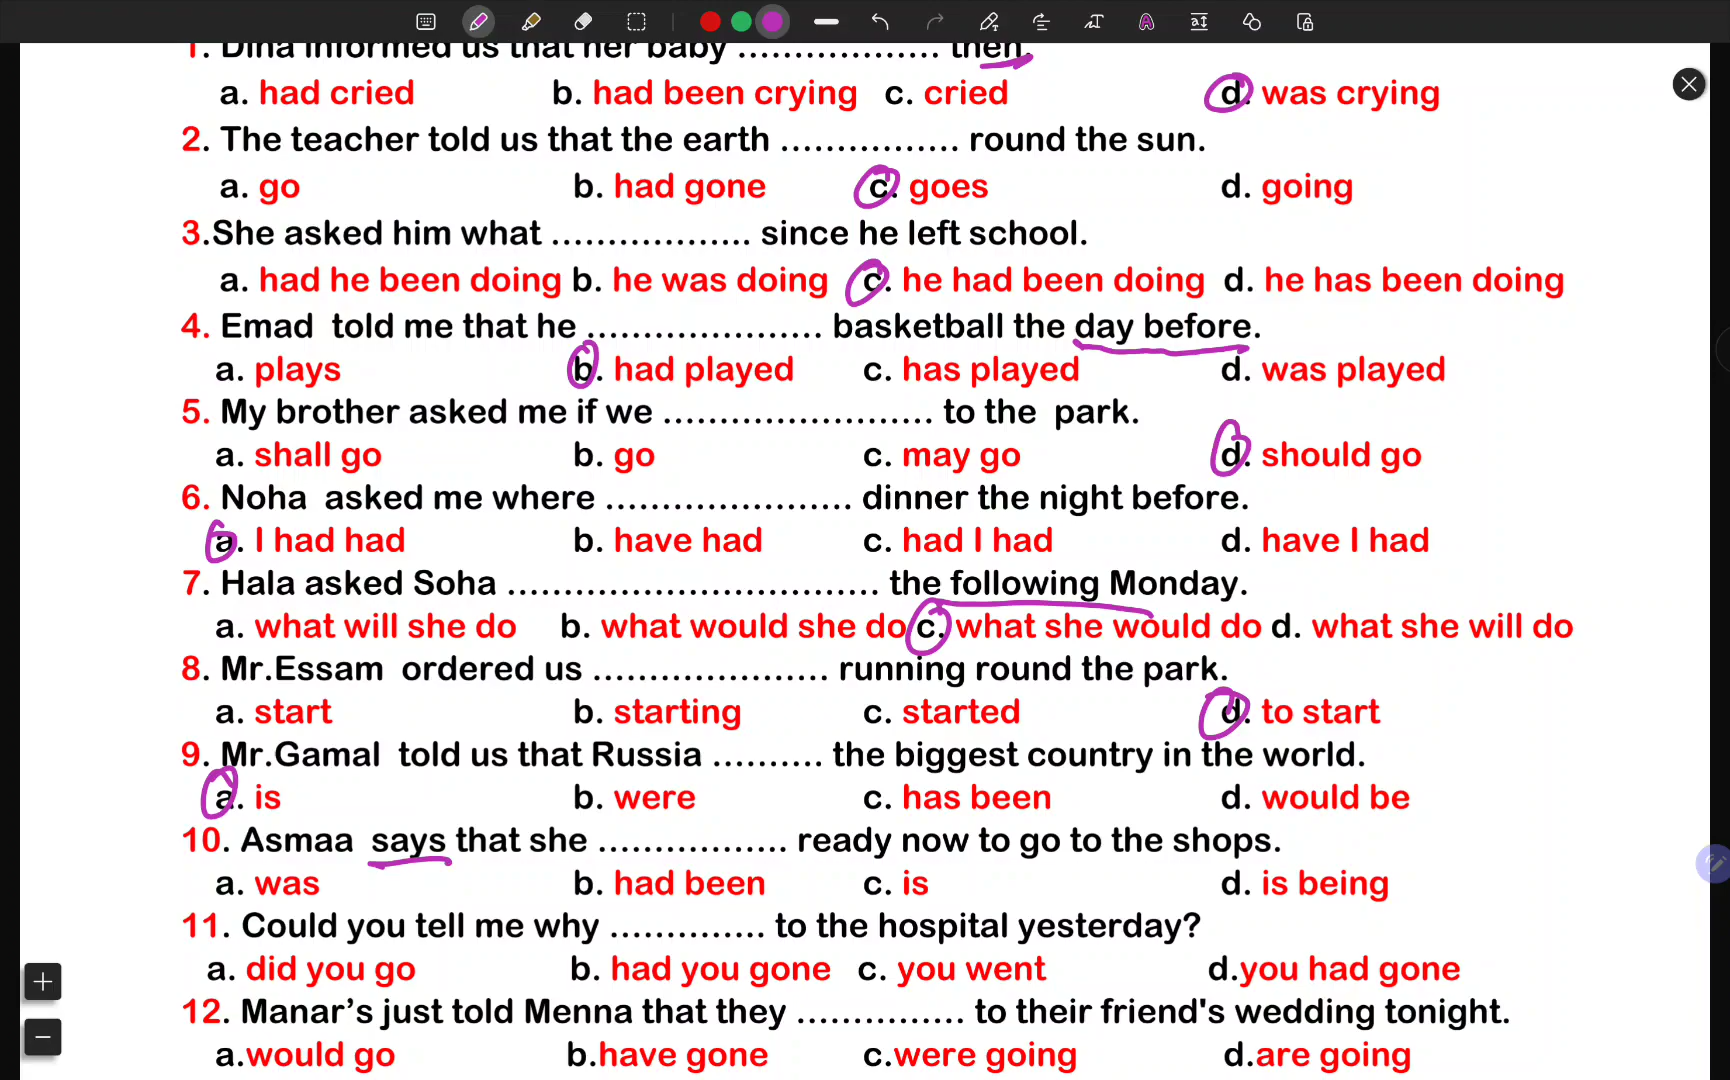 1. Dina informed us that her baby .................. then.
a. had cried b. had been crying c. cried d. was crying
2. The teacher told us that the earth ................ round the sun.
a. go b. had gone c. goes d. going
3.She asked him what .................. since he left school.
a. had he been doing b. he was doing c. he had been doing d. he has been doing
4. Emad told me that he ..................... basketball the day before.
a. plays b. had played c. has played d. was played
5. My brother asked me if we ........................ to the park.
a. shall go b. go c. may go d. should go
6. Noha asked me where ...................... dinner the night before.
a. I had had b. have had c. had I had d. have I had
7. Hala asked Soha ................................. the following Monday.
a. what will she do b. what would she do c. what she would do d. what she will do
8. Mr.Essam ordered us ..................... running round the park.
a. start b. starting c. started d. to start
9. Mr.Gamal told us that Russia .......... the biggest country in the world.
a. is b. were c. has been d. would be
10. Asmaa says that she ................. ready now to go to the shops.
a. was b. had been c. is d. is being
11. Could you tell me why .............. to the hospital yesterday?
a. did you go b. had you gone c. you went d.you had gone
12. Manar’s just told Menna that they ............... to their friend's wedding tonight.
a.would go b.have gone c.were going d.are going